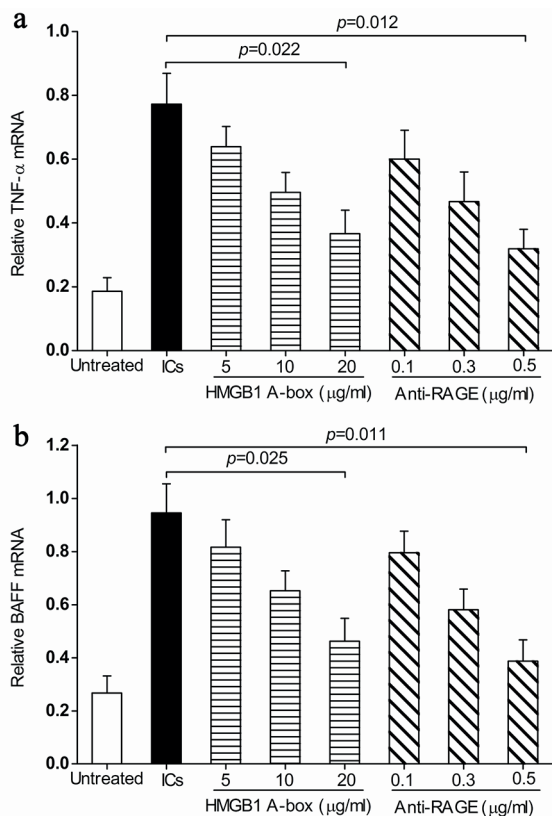 a
p=0.012
p=0.022
Relative TNF-α mRNA
1.0
0.8
0.6
0.4
0.2
0.0
Untreated ICs 5 10 20 0.1 0.3 0.5
HMGB1 A-box (μg/ml) Anti-RAGE (μg/ml)
b
p=0.011
p=0.025
Relative BAFF mRNA
1.2
1.0
0.8
0.6
0.4
0.2
0.0
Untreated ICs 5 10 20 0.1 0.3 0.5
HMGB1 A-box (μg/ml) Anti-RAGE (μg/ml)